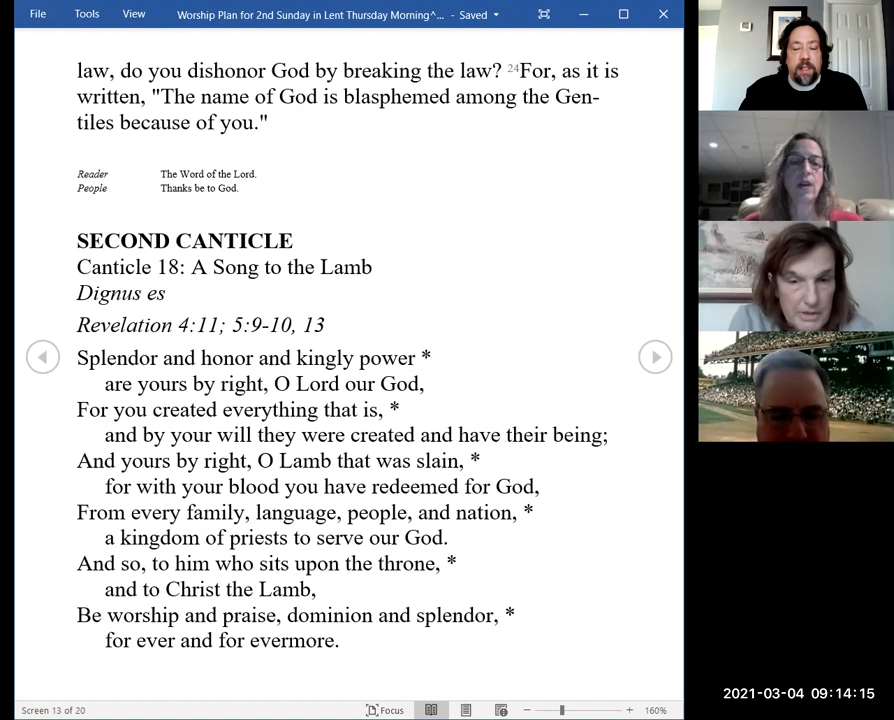 File Tools View Worship Plan for 2nd Sunday in Lent Thursday Morning^... - Saved
law, do you dishonor God by breaking the law? 24For, as it is
written, "The name of God is blasphemed among the Gen-
tiles because of you."
Reader The Word of the Lord.
People Thanks be to God.
SECOND CANTICLE
Canticle 18: A Song to the Lamb
Dignus es
Revelation 4:11; 5:9-10, 13
Splendor and honor and kingly power *
are yours by right, O Lord our God,
For you created everything that is, *
and by your will they were created and have their being;
And yours by right, O Lamb that was slain, *
for with your blood you have redeemed for God,
From every family, language, people, and nation, *
a kingdom of priests to serve our God.
And so, to him who sits upon the throne, *
and to Christ the Lamb,
Be worship and praise, dominion and splendor, *
for ever and for evermore.
2021-03-04 09:14:15
Screen 13 of 20 Focus 160%